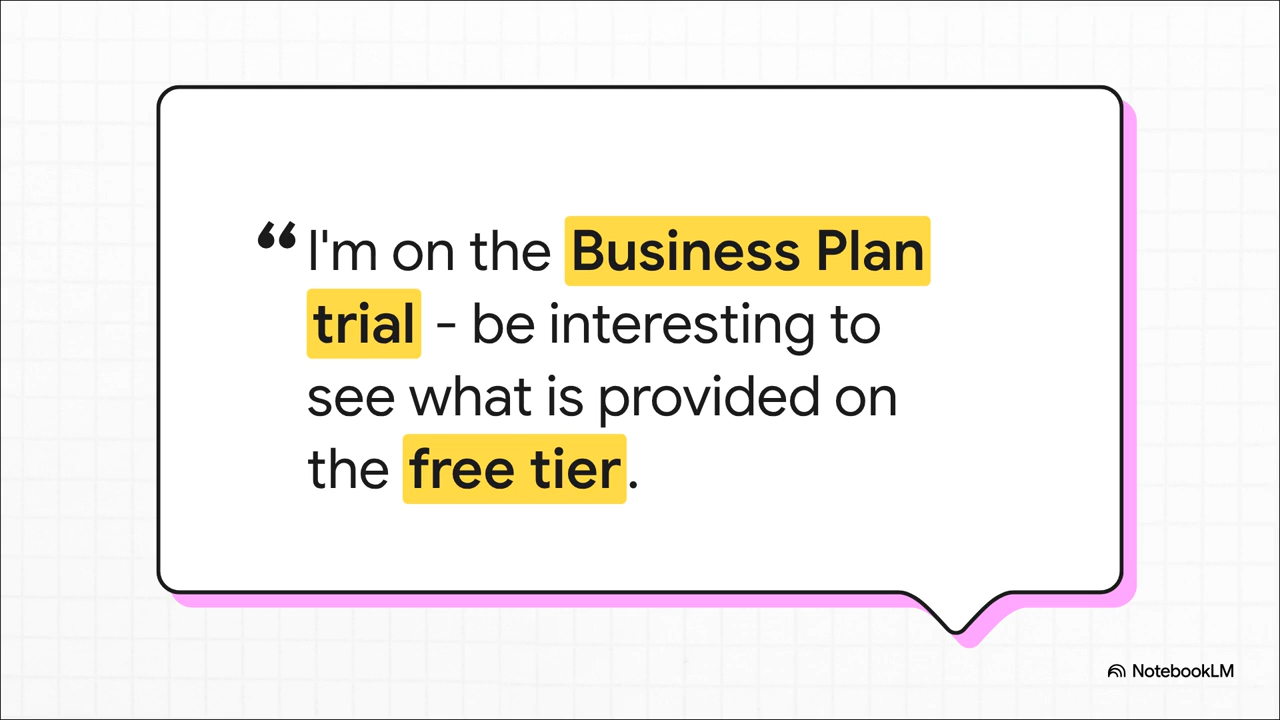 “I'm on the Business Plan
trial - be interesting to
see what is provided on
the free tier.
NotebookLM